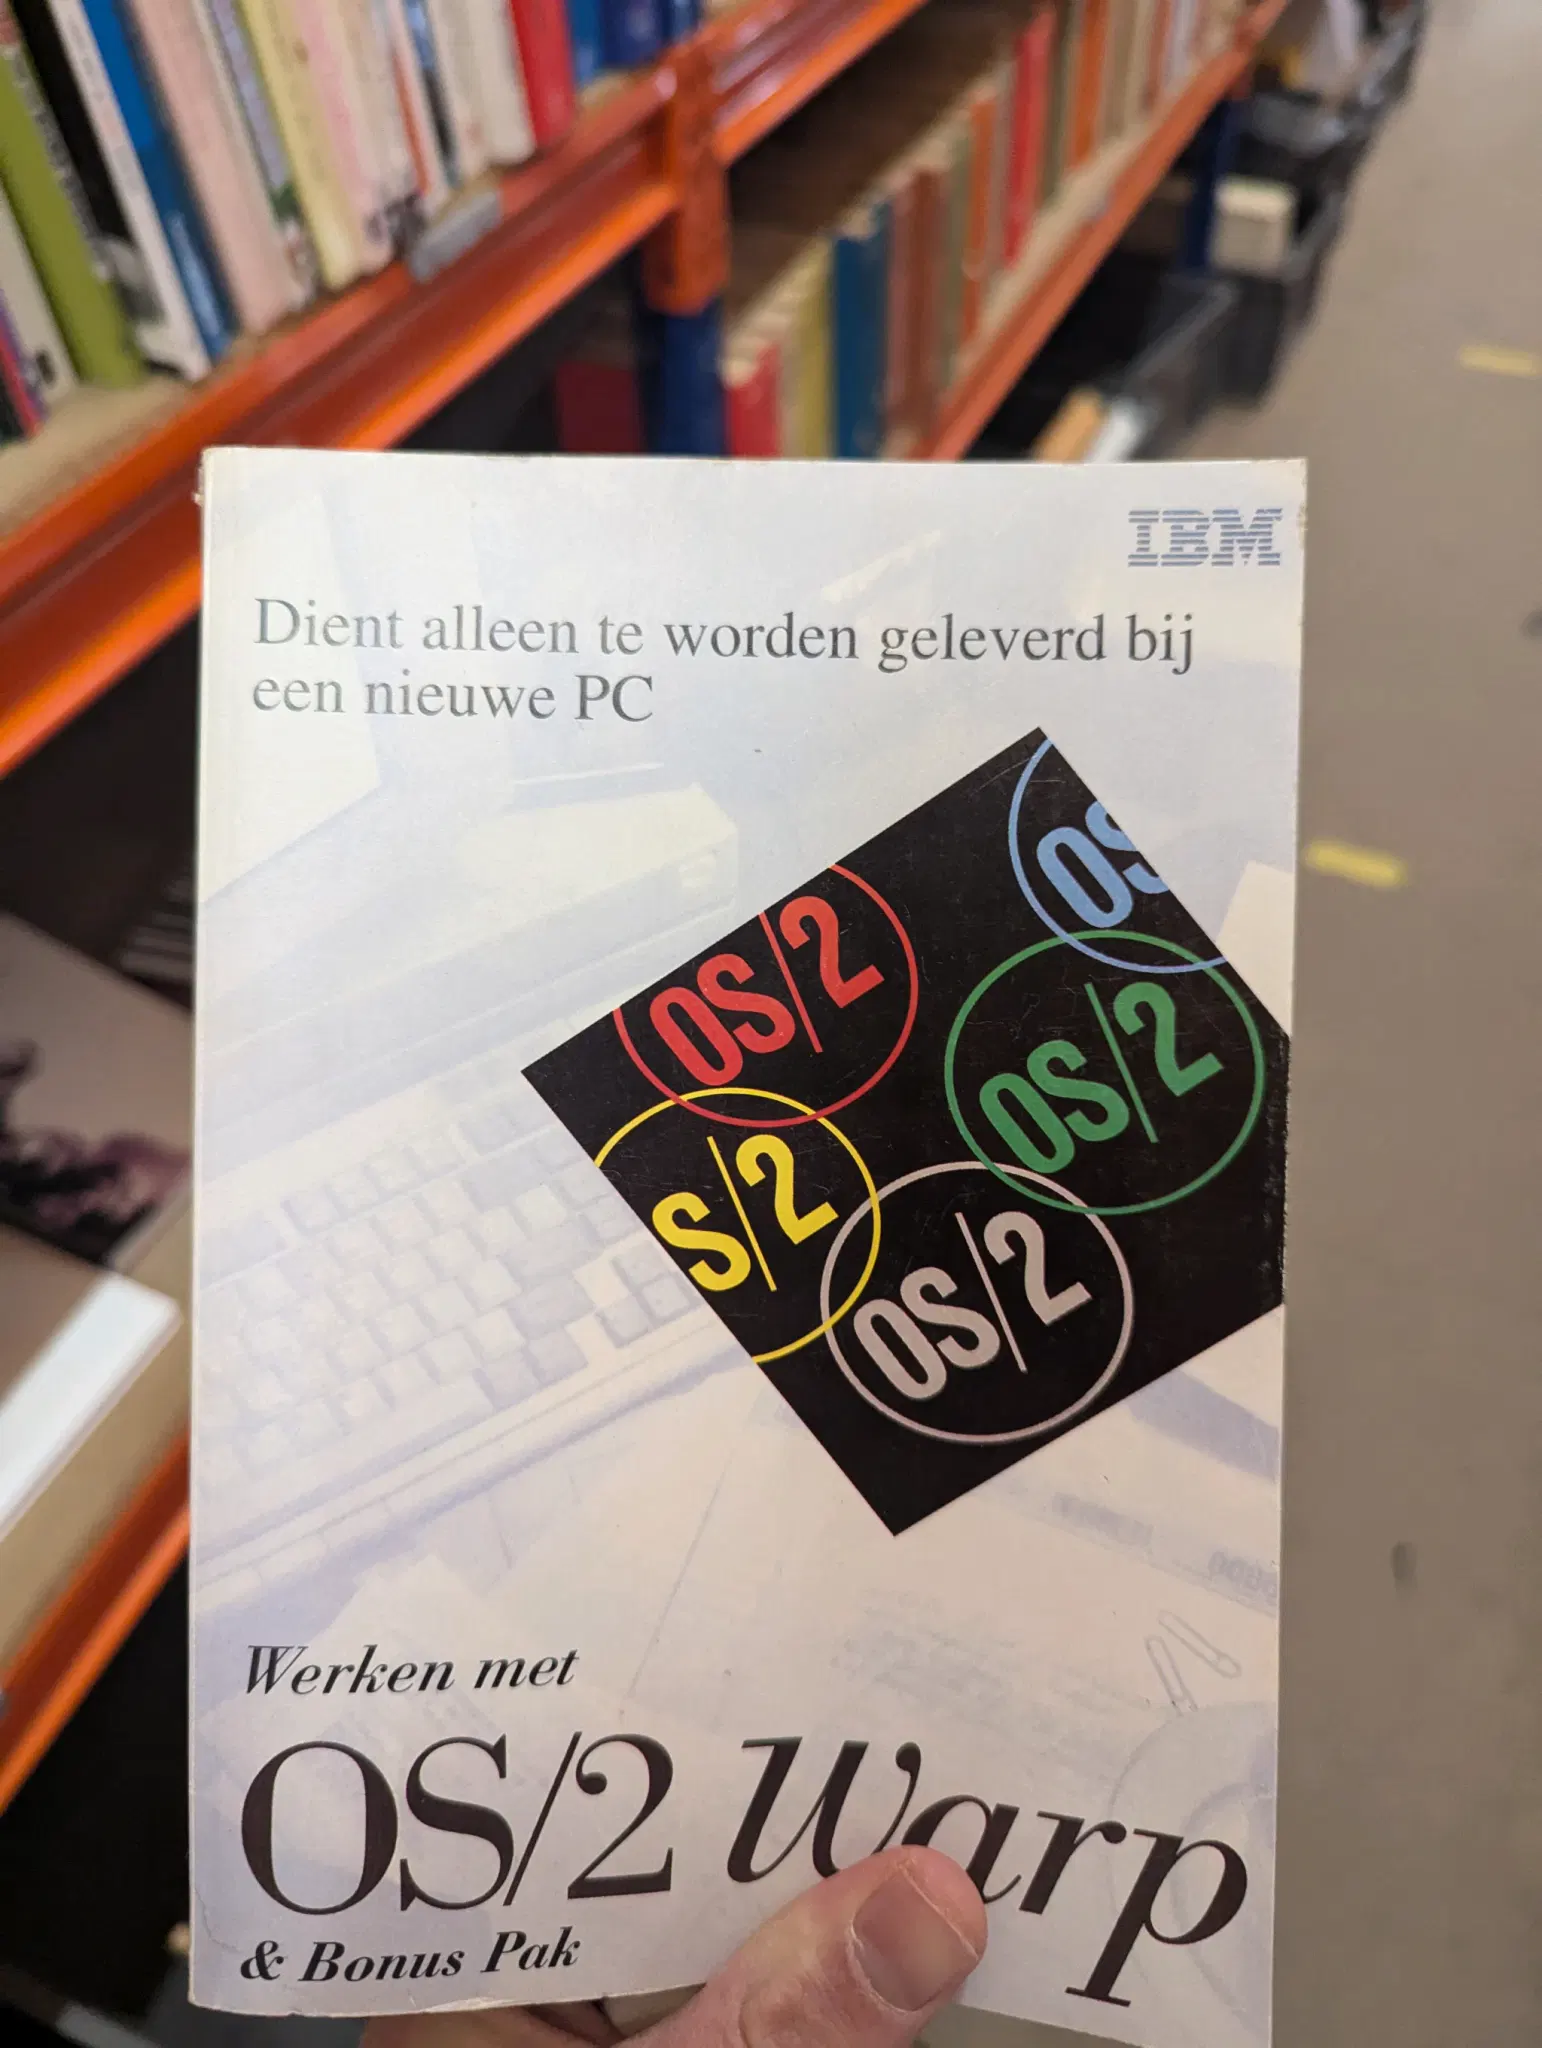 IBM
Dient alleen te worden geleverd bij
een nieuwe PC
OS
OS/2
OS/2
S/2
OS/2
Werken met
OS/2 Warp
& Bonus Pak